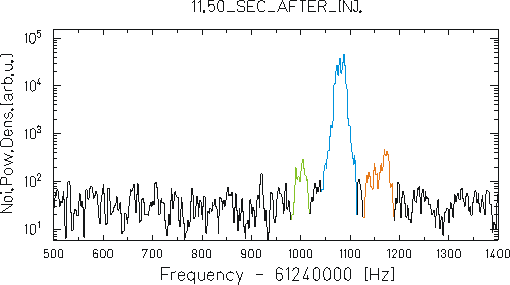 11.50_SEC_AFTER_INJ.
Noi.Pow.Dens.[arb.u.]
10^5
10^4
10^3
10^2
10^1
500 600 700 800 900 1000 1100 1200 1300 1400
Frequency - 61240000 [Hz]